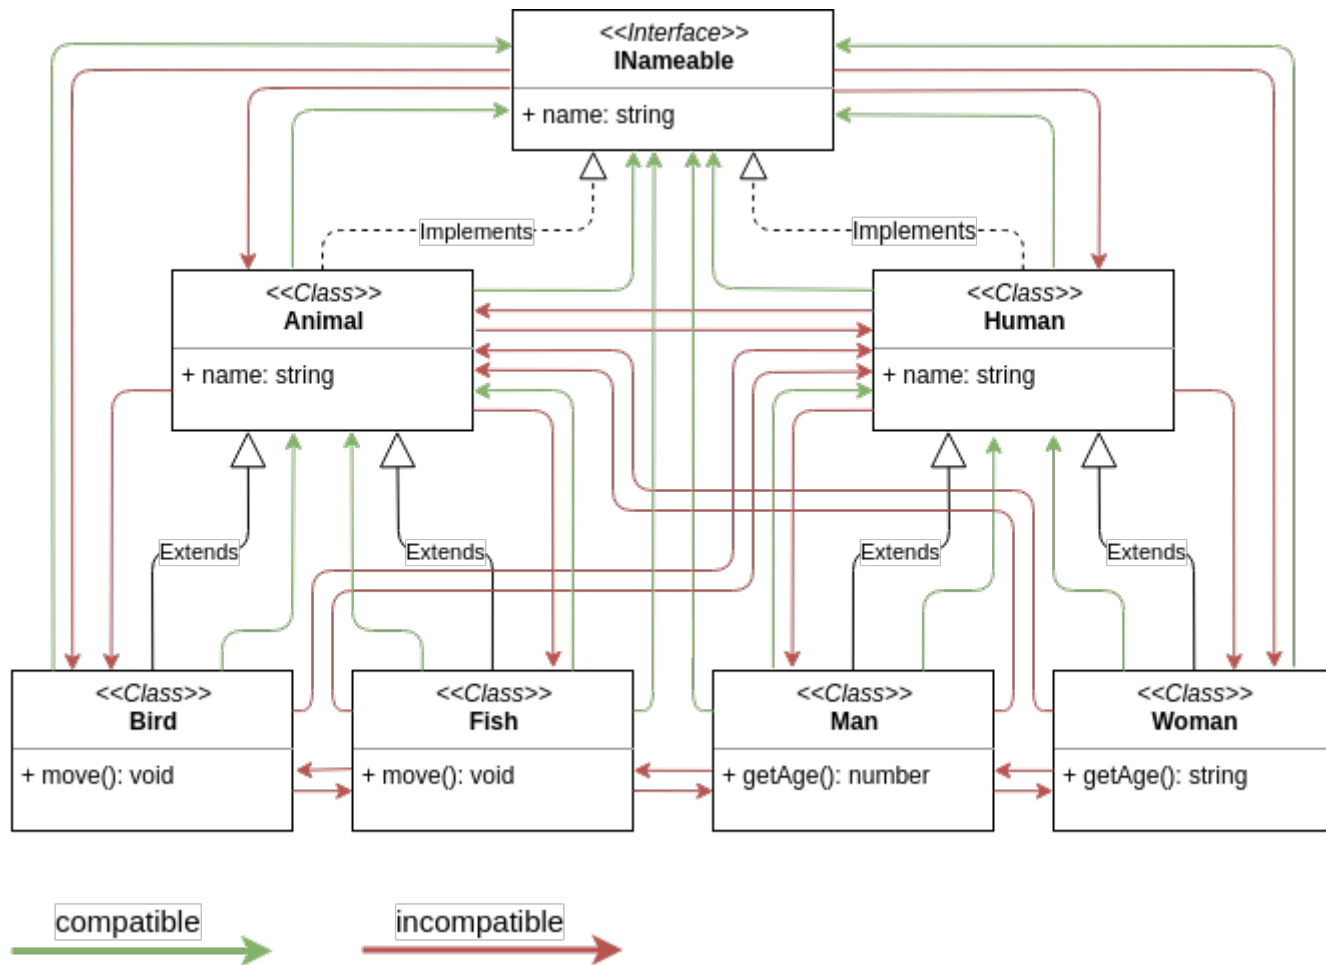 <<Interface>>
INameable
+ name: string
Implements
Implements
<<Class>>
Animal
+ name: string
<<Class>>
Human
+ name: string
Extends
Extends
Extends
Extends
<<Class>>
Bird
+ move(): void
<<Class>>
Fish
+ move(): void
<<Class>>
Man
+ getAge(): number
<<Class>>
Woman
+ getAge(): string
compatible
incompatible